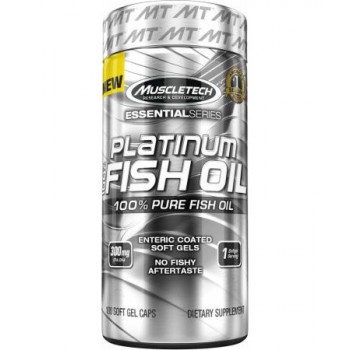 MT MT MT
NEW
MUSCLETECH
RESEARCH & DEVELOPMENT
ESSENTIALSERIES
PLATINUM
FISH OIL
100% PURE FISH OIL
ENTERIC COATED
SOFT GELS
300mg
1
NO FISHY
AFTERTASTE
SOFT GEL CAPS
DIETARY SUPPLEMENT